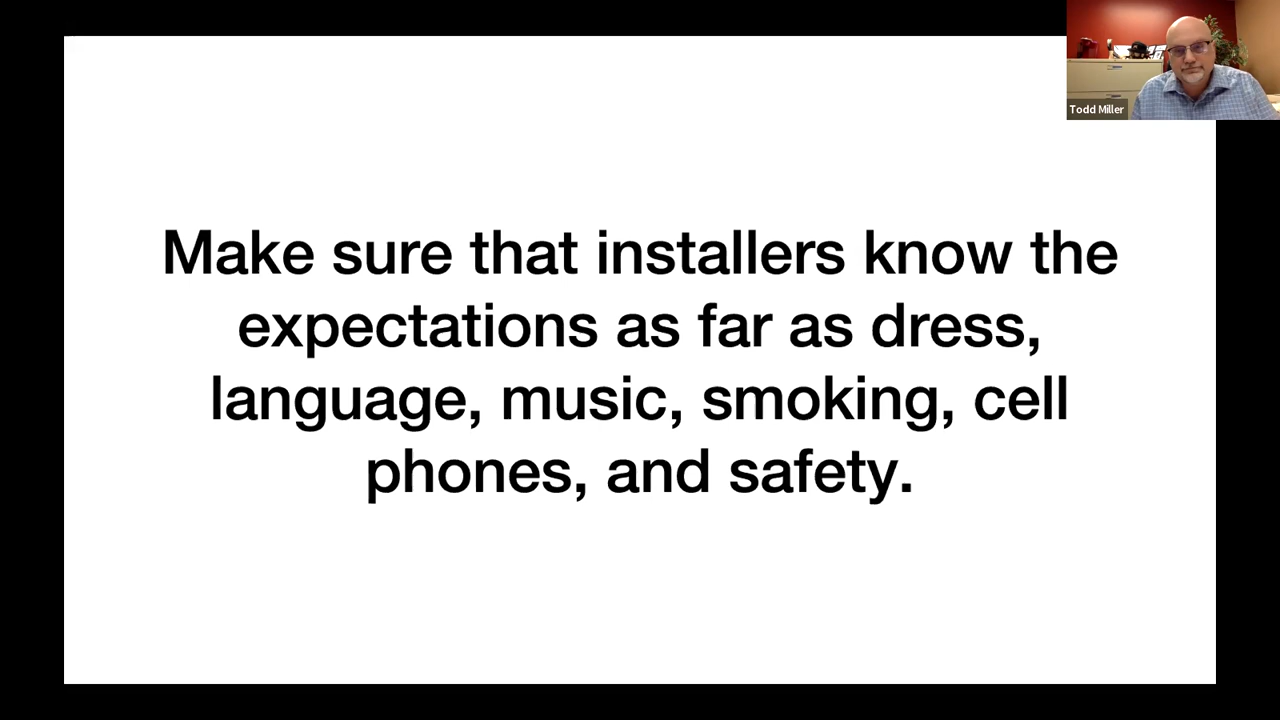 Todd Miller
Make sure that installers know the
expectations as far as dress,
language, music, smoking, cell
phones, and safety.